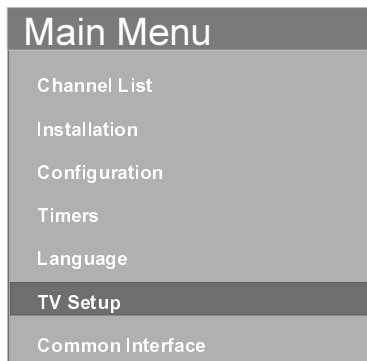 Main Menu
Channel List
Installation
Configuration
Timers
Language
TV Setup
Common Interface